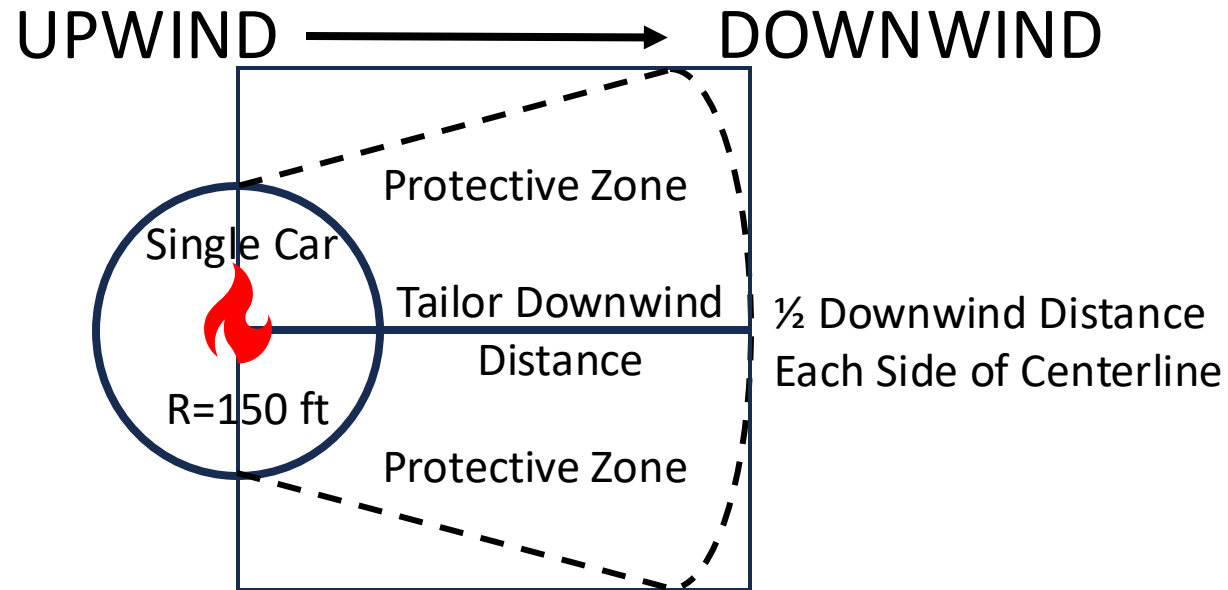 UPWIND DOWNWIND
Protective Zone
Single Car
Tailor Downwind
Distance
½ Downwind Distance
Each Side of Centerline
R=150 ft
Protective Zone